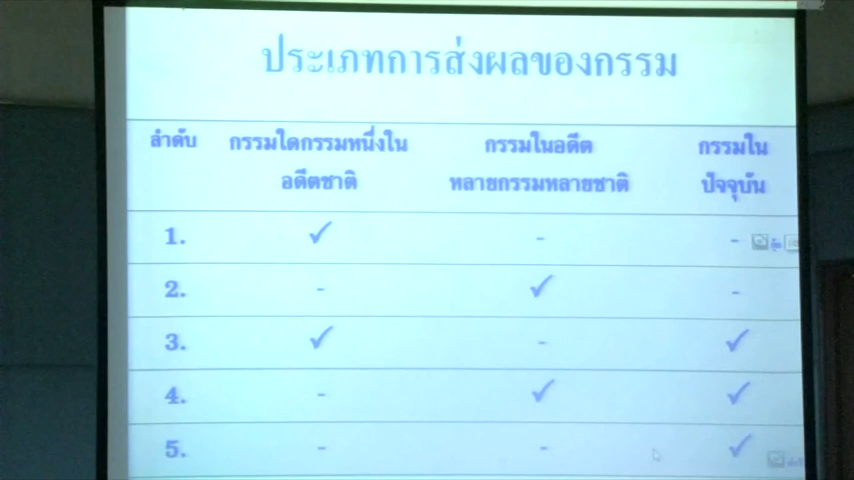 ประเภทการส่งผลของกรรม
ลำดับ กรรมใดกรรมหนึ่งใน กรรมในอดีต กรรมใน
อดีตชาติ หลายกรรมหลายชาติ ปัจจุบัน
1. ✓ - -
2. - ✓ -
3. ✓ - ✓
4. - ✓ ✓
5. - - ✓